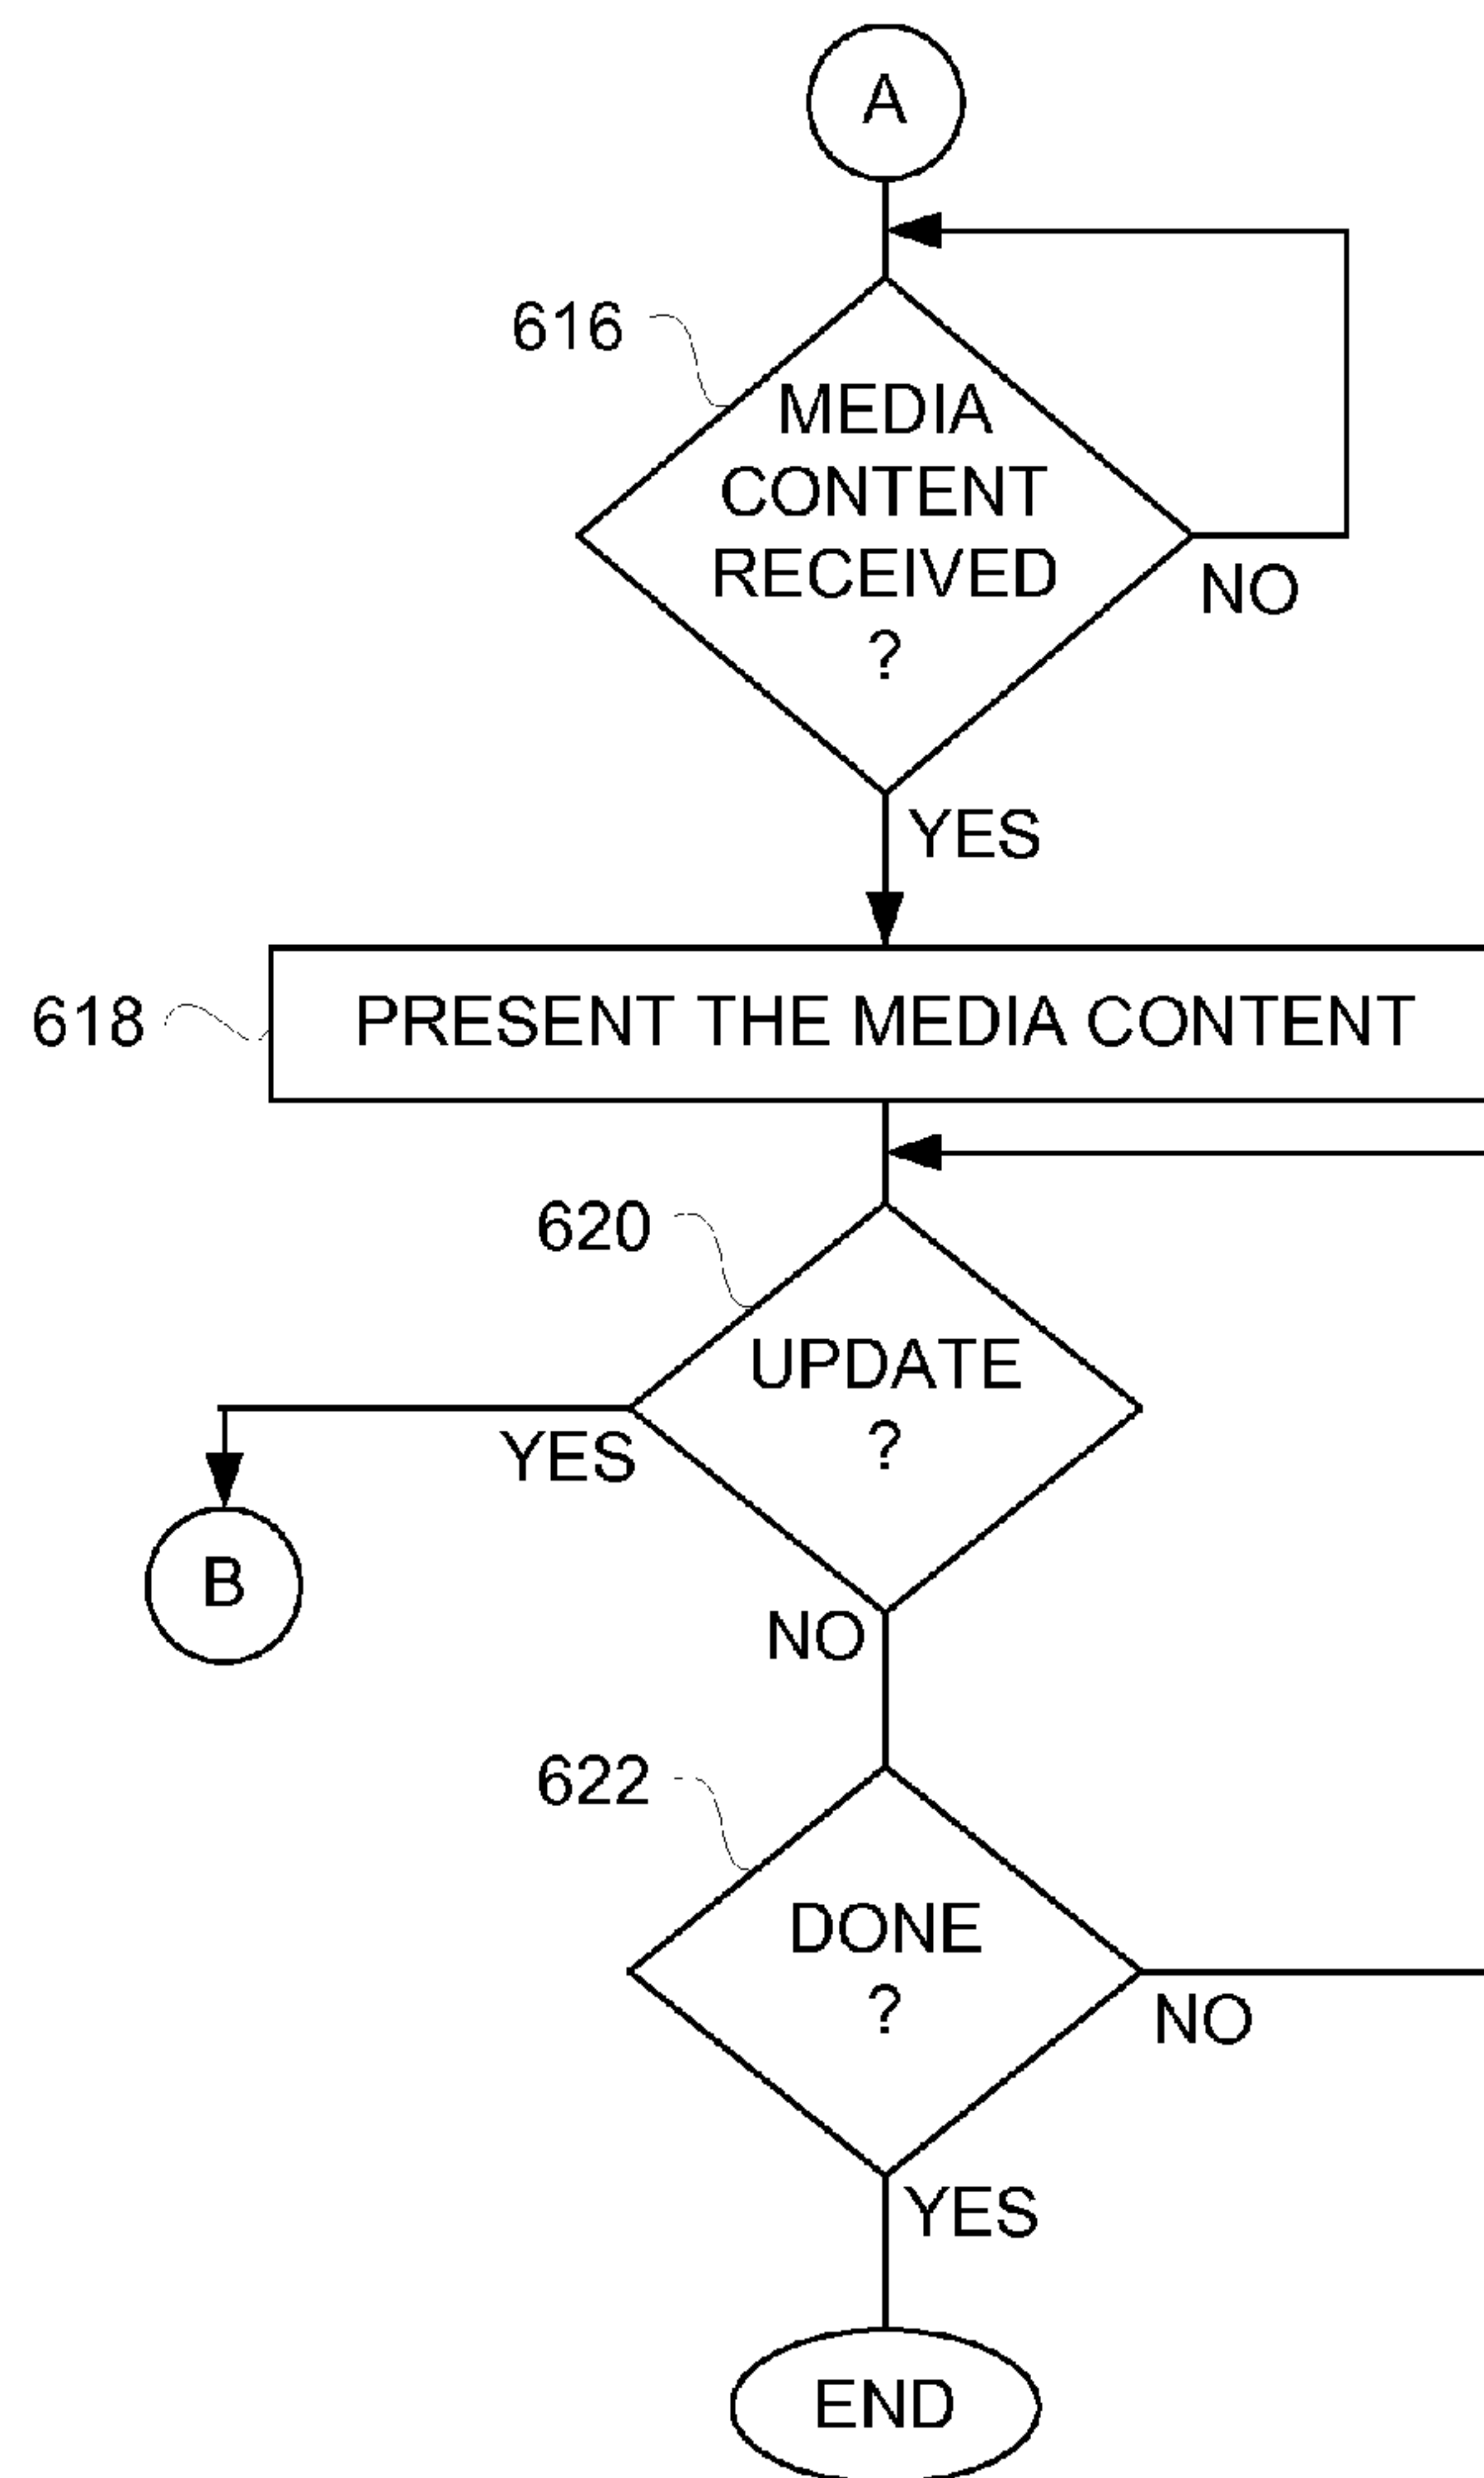 A
616
MEDIA
CONTENT
RECEIVED
?
NO
YES
618
PRESENT THE MEDIA CONTENT
620
UPDATE
?
YES
B
NO
622
DONE
?
NO
YES
END